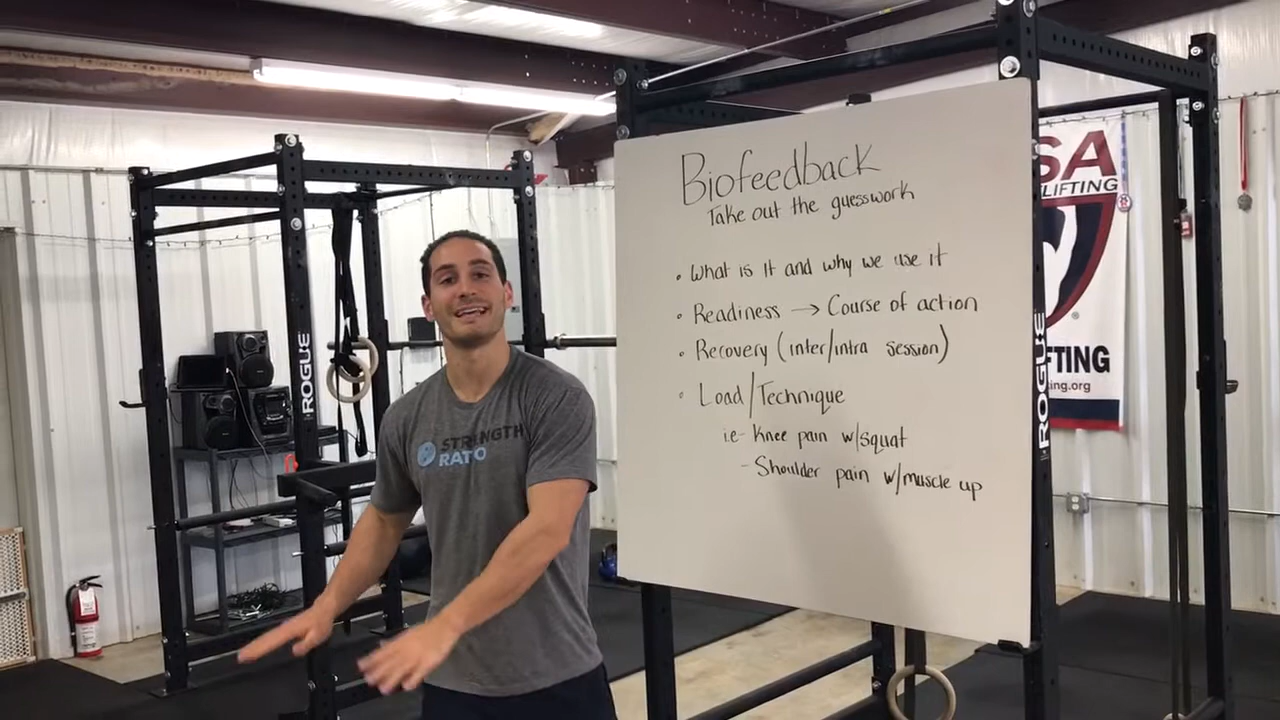 Biofeedback
Take out the guesswork
• What is it and why we use it
• Readiness → Course of action
• Recovery (inter/intra session)
• Load/Technique
i.e- Knee pain w/squat
- Shoulder pain w/muscle up
STRENGTH
RATIO
ROGUE
ROGUE
SA
LIFTING
FTING
ing.org